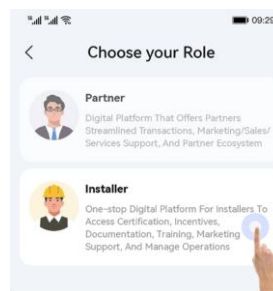 09:29
Choose your Role
Partner
Digital Platform That Offers Partners
Streamlined Transactions, Marketing/Sales/
Services Support, And Partner Ecosystem
Installer
One-stop Digital Platform For Installers To
Access Certification, Incentives,
Documentation, Training, Marketing
Support, And Manage Operations